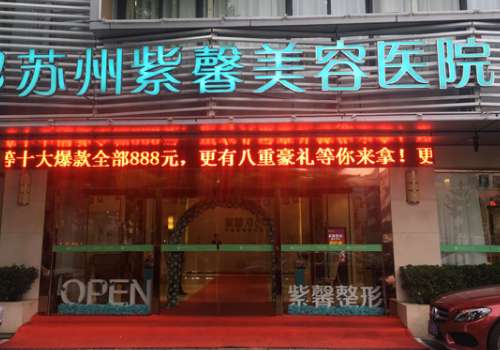 苏州紫馨美容医院
等十大爆款全部888元，更有八重豪礼等你来拿！更
OPEN
紫馨整形